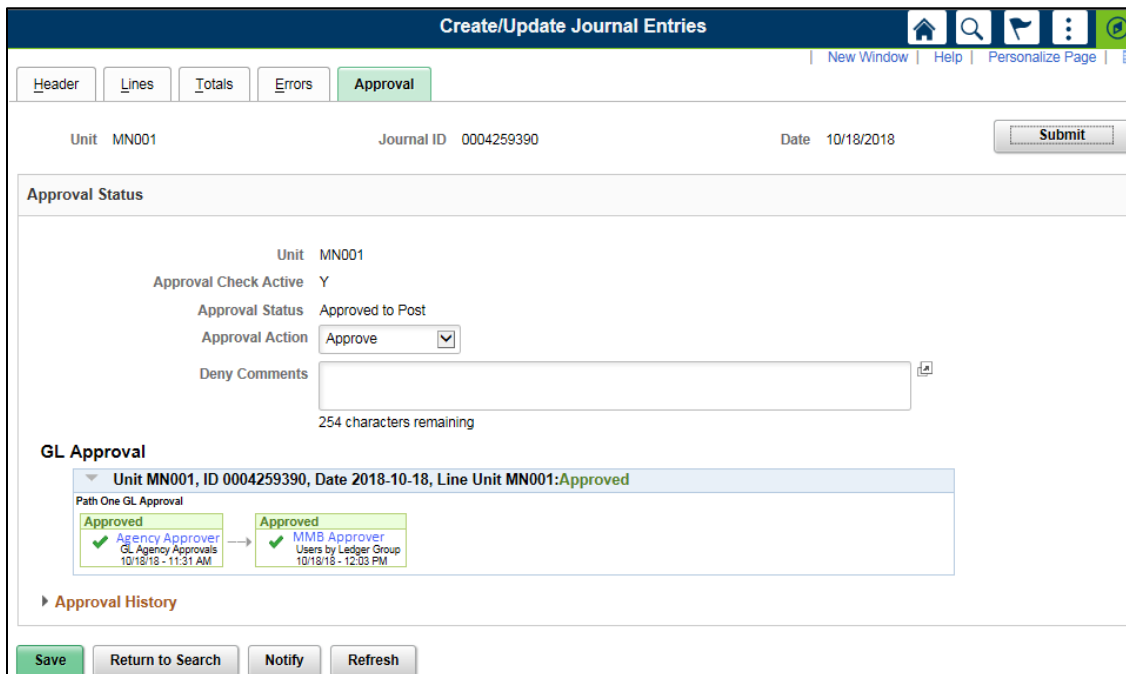 Create/Update Journal Entries
New Window | Help | Personalize Page |
Header Lines Totals Errors Approval
Unit MN001 Journal ID 0004259390 Date 10/18/2018 Submit
Approval Status
Unit MN001
Approval Check Active Y
Approval Status Approved to Post
Approval Action Approve
Deny Comments
254 characters remaining
GL Approval
Unit MN001, ID 0004259390, Date 2018-10-18, Line Unit MN001:Approved
Path One GL Approval
Approved
Agency Approver
GL Agency Approvals
10/18/18 - 11:31 AM
Approved
MMB Approver
Users by Ledger Group
10/18/18 - 12:03 PM
Approval History
Save Return to Search Notify Refresh